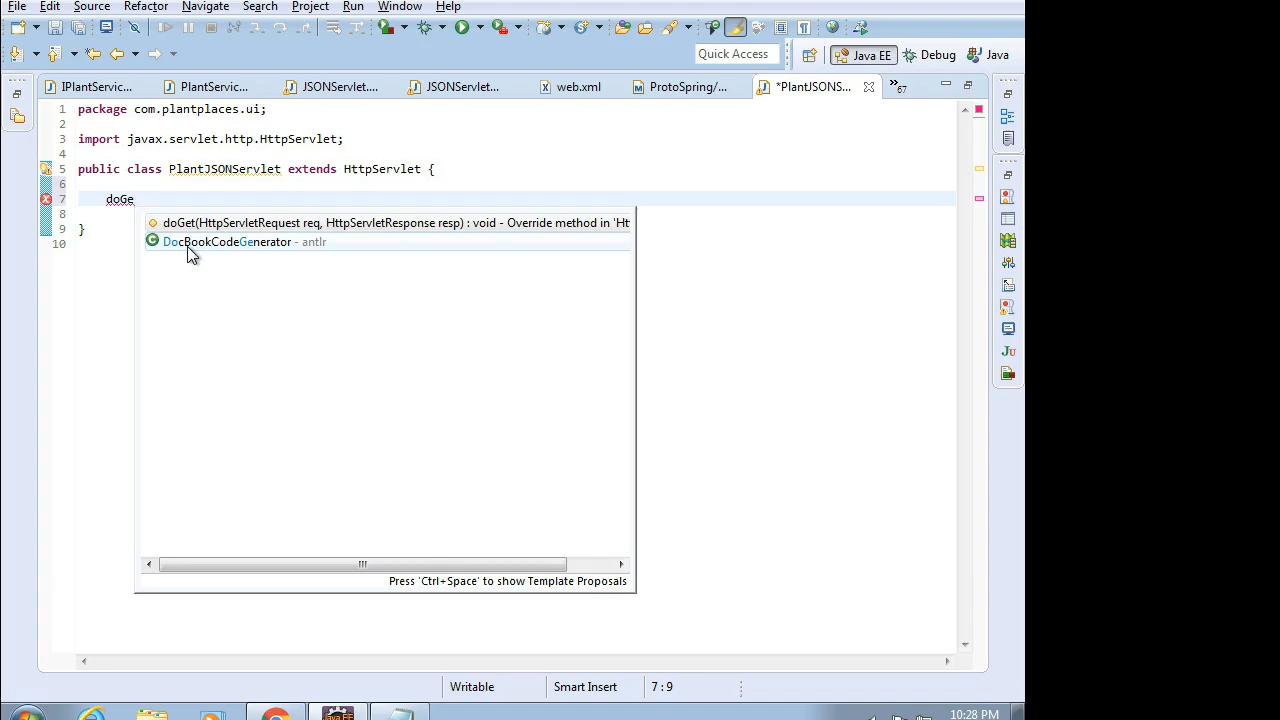 File Edit Source Refactor Navigate Search Project Run Window Help
Quick Access
Java EE
Debug
Java
IPlantServic...
PlantServic...
JSONServlet....
JSONServlet...
web.xml
ProtoSpring/...
*PlantJSONS...
»67
1 package com.plantplaces.ui;
2
3 import javax.servlet.http.HttpServlet;
4
5 public class PlantJSONServlet extends HttpServlet {
6
7 doGe
doGet(HttpServletRequest req, HttpServletResponse resp) : void - Override method in 'Ht
8
9 }
DocBookCodeGenerator - antlr
10
Press 'Ctrl+Space' to show Template Proposals
Writable
Smart Insert
7 : 9
10:28 PM